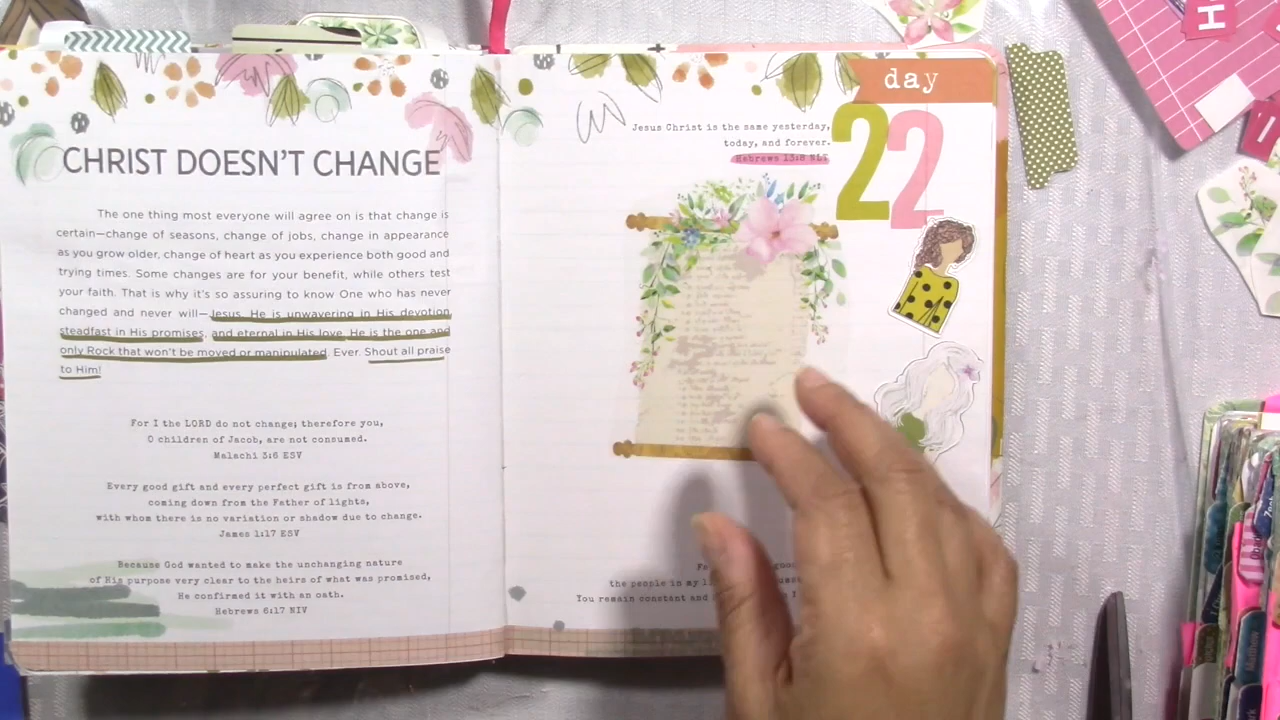 CHRIST DOESN'T CHANGE
The one thing most everyone will agree on is that change is
certain—change of seasons, change of jobs, change in appearance
as you grow older, change of heart as you experience both good and
trying times. Some changes are for your benefit, while others test
your faith. That is why it's so assuring to know One who has never
changed and never will—Jesus. He is unwavering in His devotion
steadfast in His promises, and eternal in His love. He is the one and
only Rock that won't be moved or manipulated. Ever. Shout all praise
to Him!
For I the LORD do not change; therefore you,
O children of Jacob, are not consumed.
Malachi 3:6 ESV
Every good gift and every perfect gift is from above,
coming down from the Father of lights,
with whom there is no variation or shadow due to change.
James 1:17 ESV
Because God wanted to make the unchanging nature
of His purpose very clear to the heirs of what was promised,
He confirmed it with an oath.
Hebrews 6:17 NIV
day
22
Jesus Christ is the same yesterday,
today, and forever.
Hebrews 13:8 NLT
the people in my
You remain constant and
H
Matthew